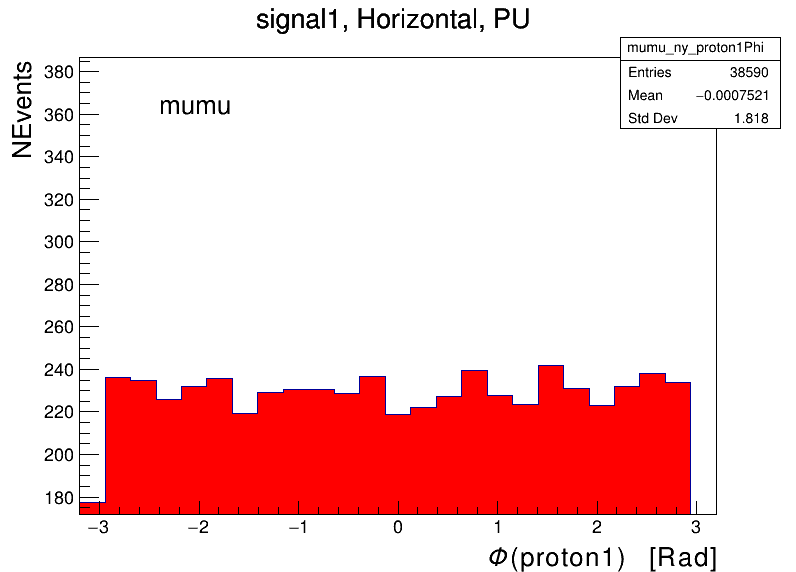 signal1, Horizontal, PU
mumu_ny_proton1Phi
Entries 38590
Mean −0.0007521
Std Dev 1.818
mumu
NEvents
380
360
340
320
300
280
260
240
220
200
180
−3 −2 −1 0 1 2 3
Φ(proton1) [Rad]